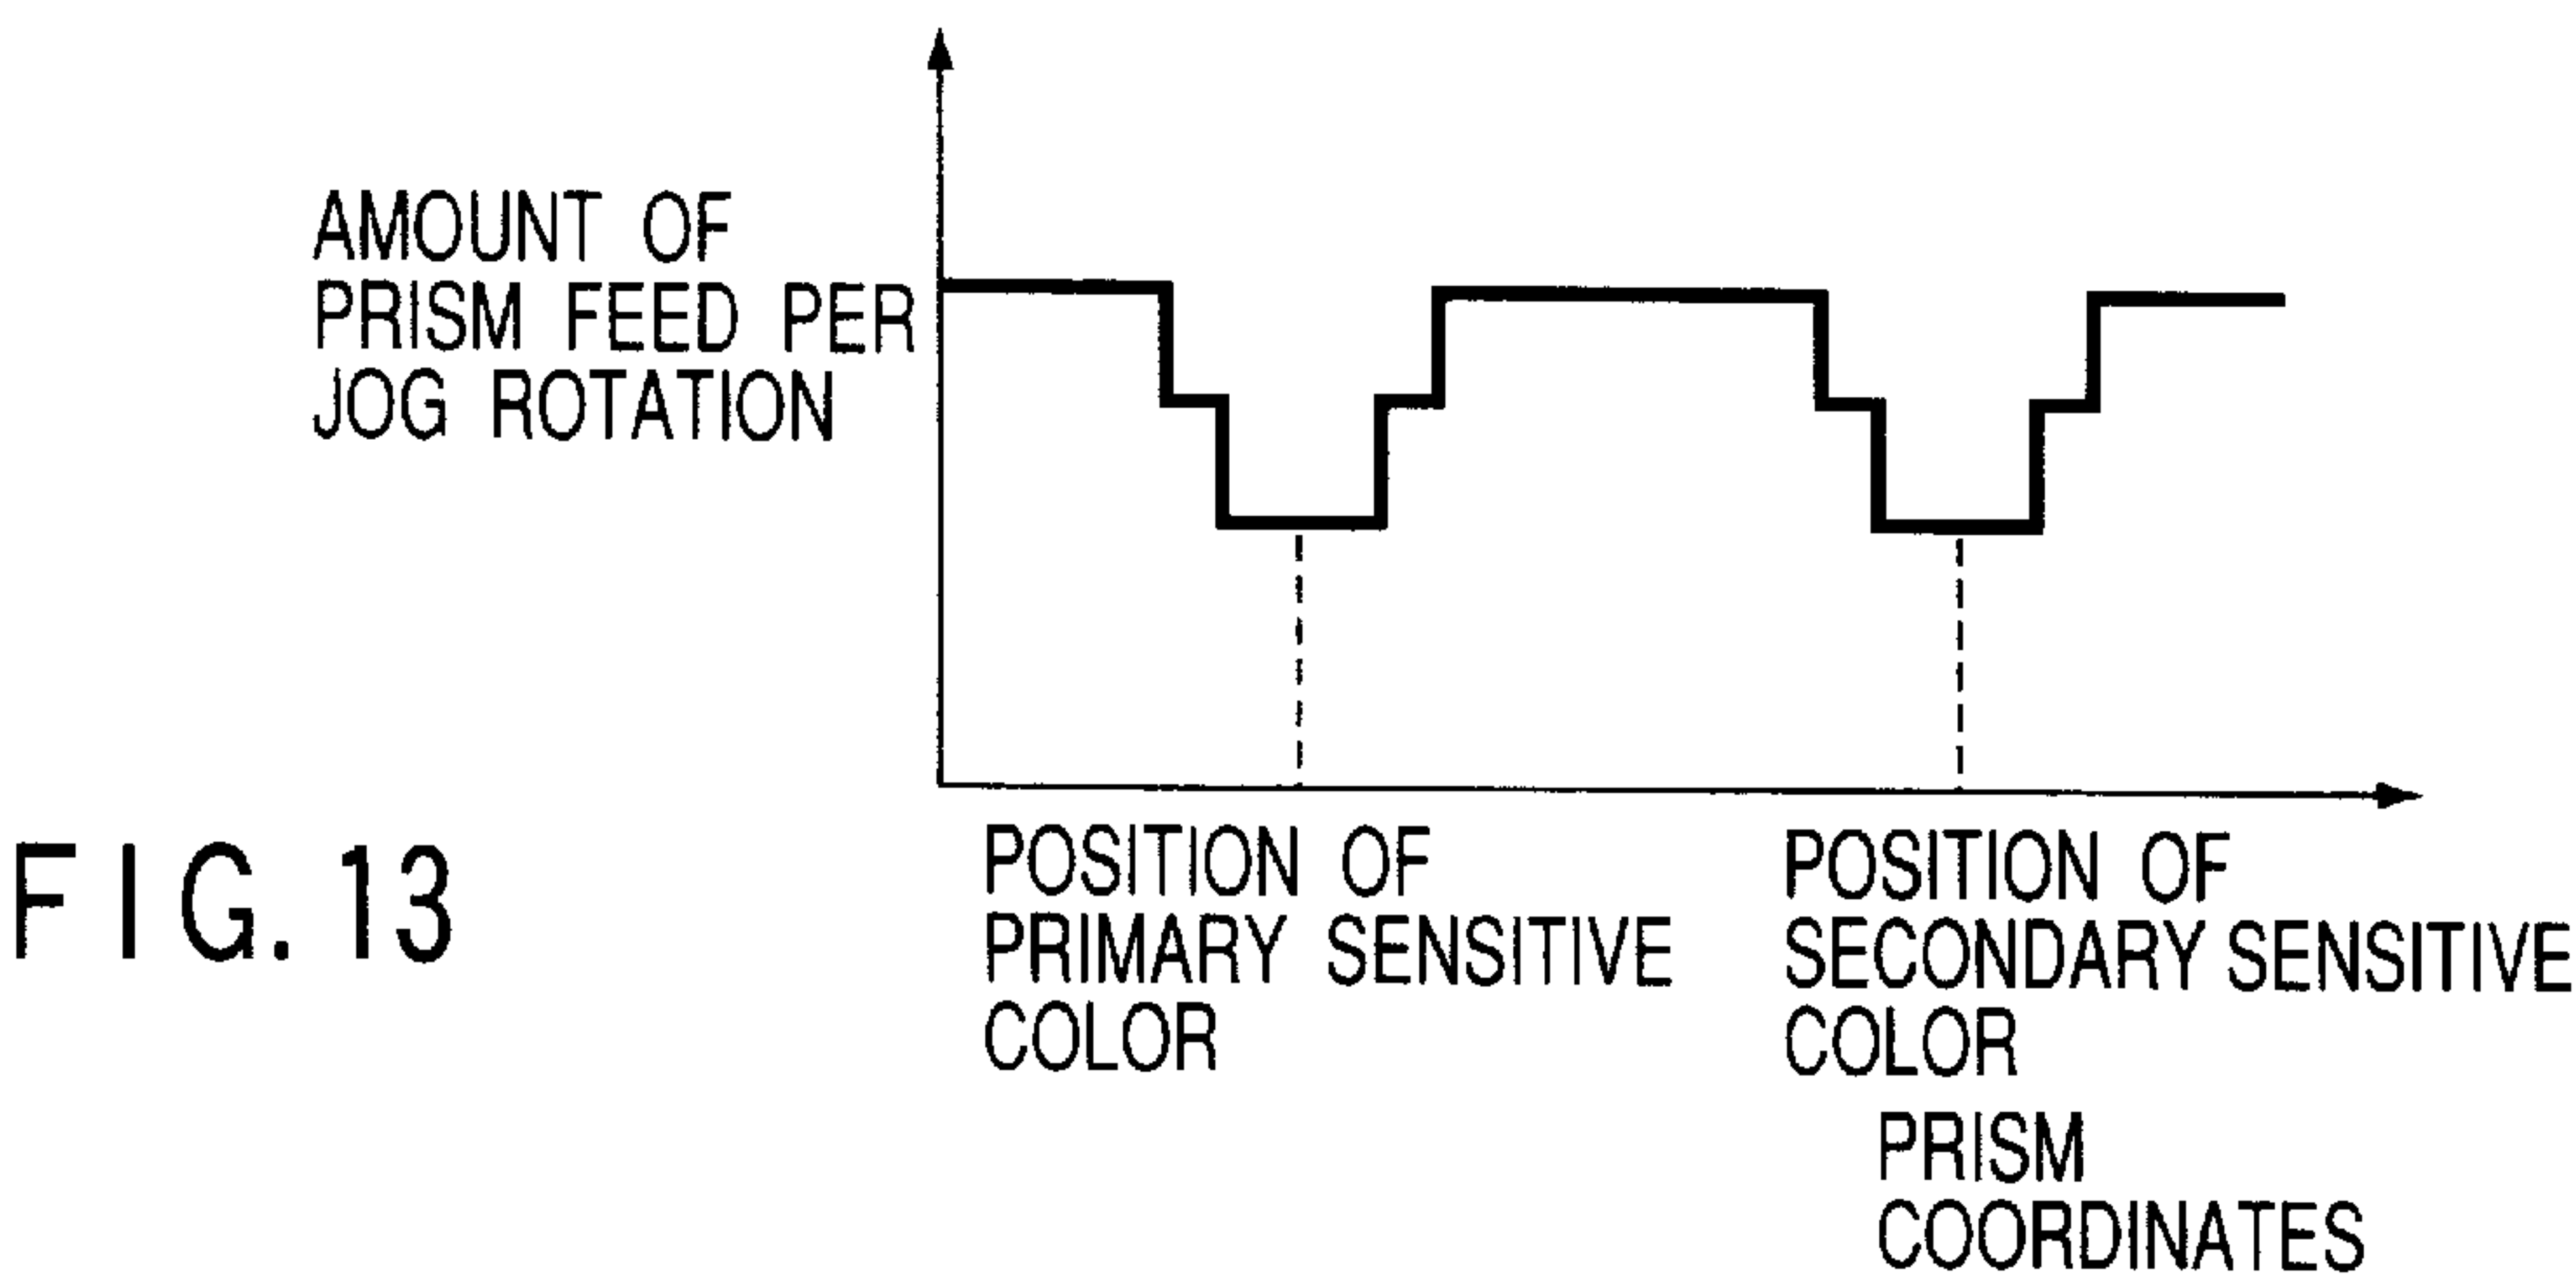 AMOUNT OF
PRISM FEED PER
JOG ROTATION
POSITION OF
PRIMARY SENSITIVE
COLOR
POSITION OF
SECONDARY SENSITIVE
COLOR
PRISM
COORDINATES
FIG.13